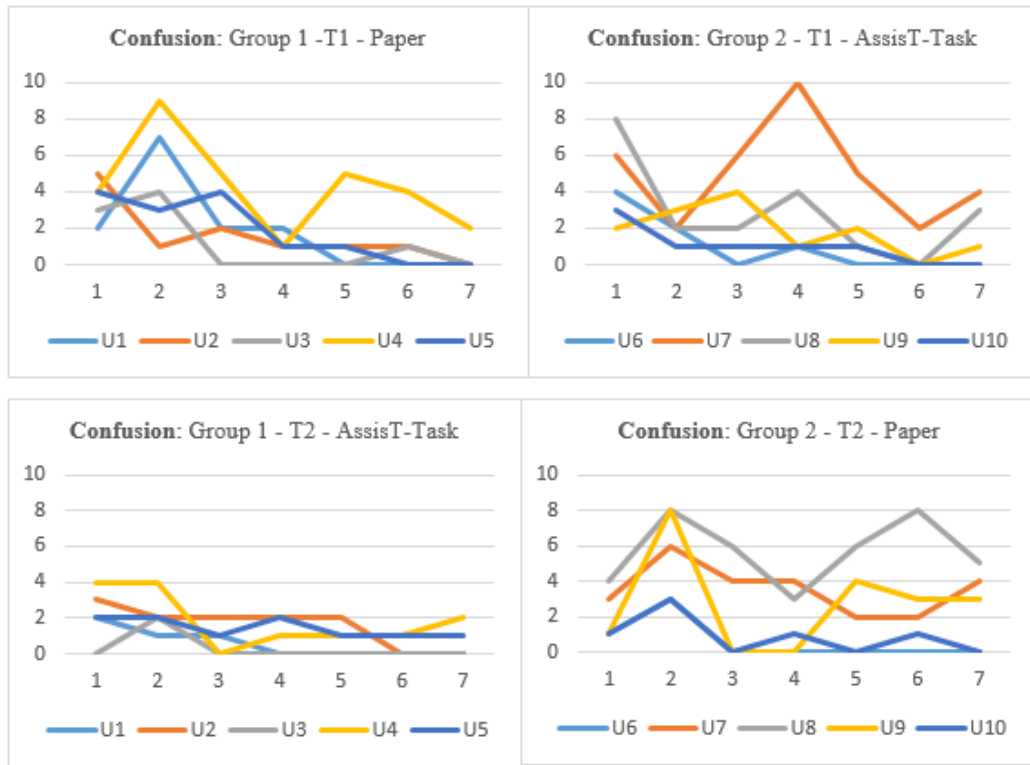 Confusion: Group 1 -T1 - Paper
10
8
6
4
2
0
1 2 3 4 5 6 7
U1 U2 U3 U4 U5
Confusion: Group 2 - T1 - AssisT-Task
10
8
6
4
2
0
1 2 3 4 5 6 7
U6 U7 U8 U9 U10
Confusion: Group 1 - T2 - AssisT-Task
10
8
6
4
2
0
1 2 3 4 5 6 7
U1 U2 U3 U4 U5
Confusion: Group 2 - T2 - Paper
10
8
6
4
2
0
1 2 3 4 5 6 7
U6 U7 U8 U9 U10